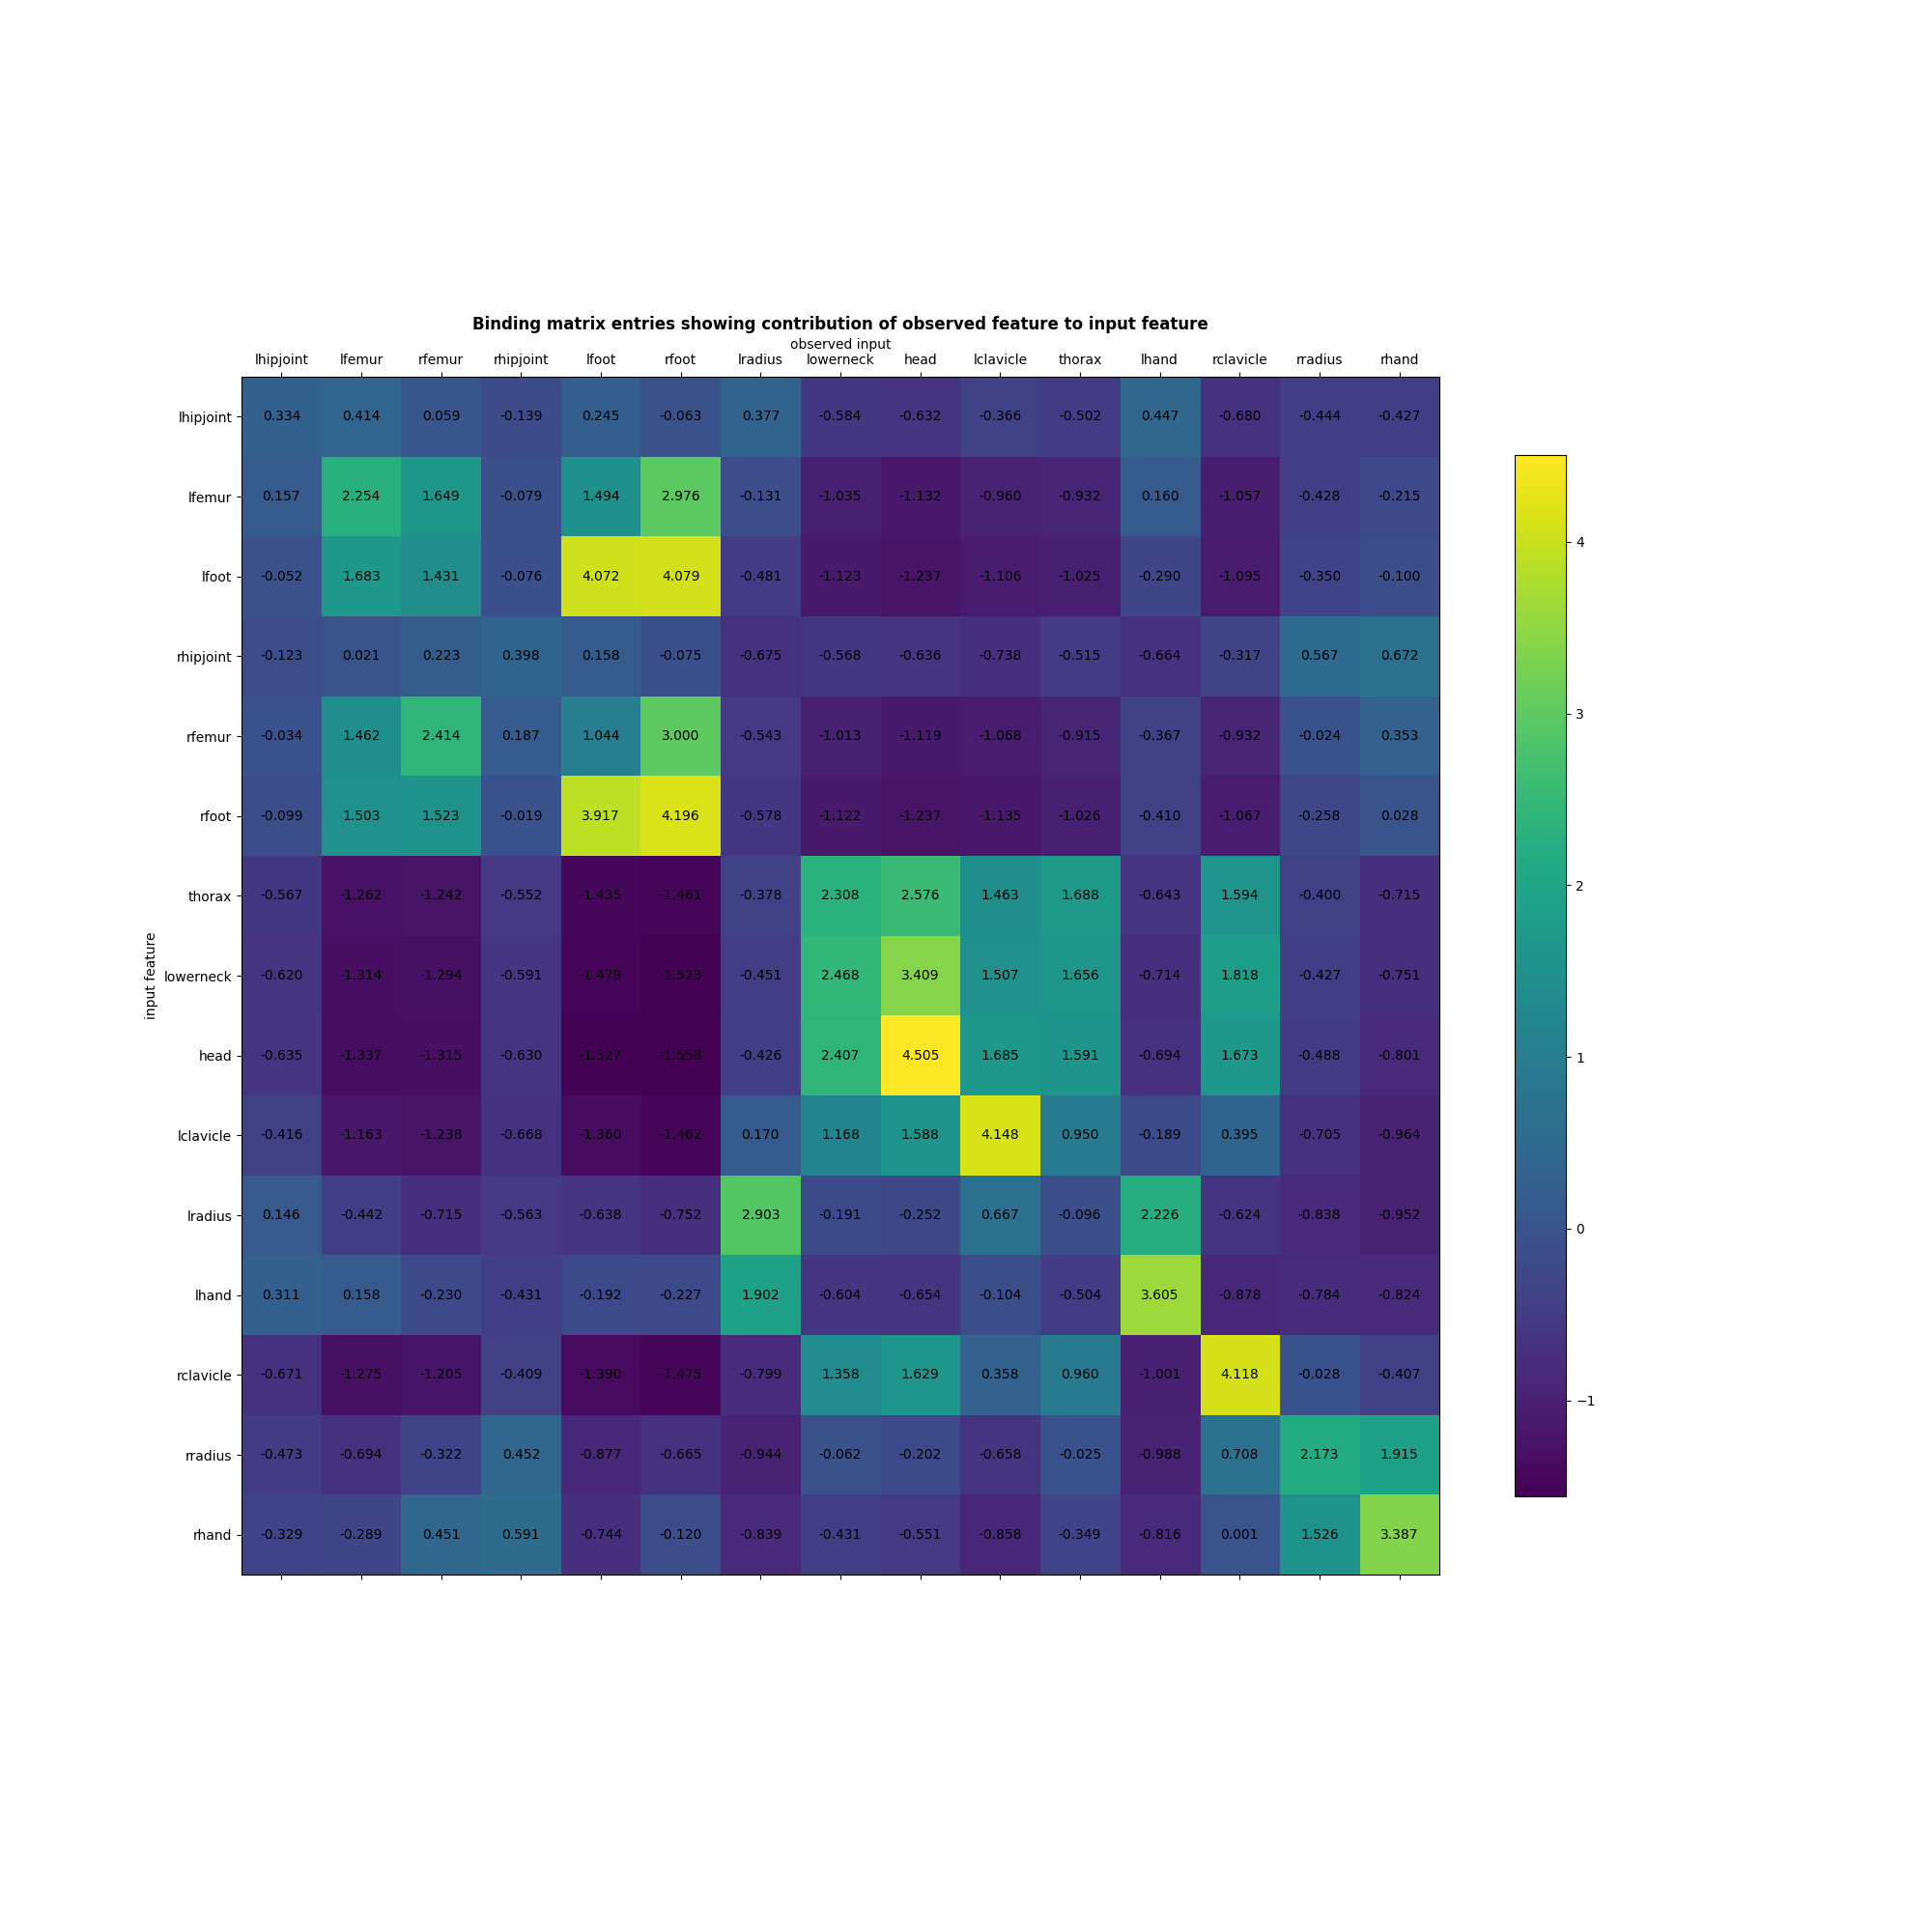 Binding matrix entries showing contribution of observed feature to input feature
observed input
lhipjoint lfemur rfemur rhipjoint lfoot rfoot lradius lowerneck head lclavicle thorax lhand rclavicle rradius rhand
lhipjoint 0.334 0.414 0.059 -0.139 0.245 -0.063 0.377 -0.584 -0.632 -0.366 -0.502 0.447 -0.680 -0.444 -0.427
lfemur 0.157 2.254 1.649 -0.079 1.494 2.976 -0.131 -1.035 -1.132 -0.960 -0.932 0.160 -1.057 -0.428 -0.215
4
lfoot -0.052 1.683 1.431 -0.076 4.072 4.079 -0.481 -1.123 -1.237 -1.106 -1.025 -0.290 -1.095 -0.350 -0.100
rhipjoint -0.123 0.021 0.223 0.398 0.158 -0.075 -0.675 -0.568 -0.636 -0.738 -0.515 -0.664 -0.317 0.567 0.672
3
rfemur -0.034 1.462 2.414 0.187 1.044 3.000 -0.543 -1.013 -1.119 -1.068 -0.915 -0.367 -0.932 -0.024 0.353
rfoot -0.099 1.503 1.523 -0.019 3.917 4.196 -0.578 -1.122 -1.237 -1.135 -1.026 -0.410 -1.067 -0.258 0.028
2
thorax -0.567 -1.262 -1.242 -0.552 -1.435 -1.461 -0.378 2.308 2.576 1.463 1.688 -0.643 1.594 -0.400 -0.715
input feature
lowerneck -0.620 -1.314 -1.294 -0.591 -1.479 -1.523 -0.451 2.468 3.409 1.507 1.656 -0.714 1.818 -0.427 -0.751
head -0.635 -1.337 -1.315 -0.630 -1.527 -1.558 -0.426 2.407 4.505 1.685 1.591 -0.694 1.673 -0.488 -0.801
1
lclavicle -0.416 -1.163 -1.238 -0.668 -1.360 -1.462 0.170 1.168 1.588 4.148 0.950 -0.189 0.395 -0.705 -0.964
lradius 0.146 -0.442 -0.715 -0.563 -0.638 -0.752 2.903 -0.191 -0.252 0.667 -0.096 2.226 -0.624 -0.838 -0.952
0
lhand 0.311 0.158 -0.230 -0.431 -0.192 -0.227 1.902 -0.604 -0.654 -0.104 -0.504 3.605 -0.878 -0.784 -0.824
rclavicle -0.671 -1.275 -1.205 -0.409 -1.390 -1.475 -0.799 1.358 1.629 0.358 0.960 -1.001 4.118 -0.028 -0.407
−1
rradius -0.473 -0.694 -0.322 0.452 -0.877 -0.665 -0.944 -0.062 -0.202 -0.658 -0.025 -0.988 0.708 2.173 1.915
rhand -0.329 -0.289 0.451 0.591 -0.744 -0.120 -0.839 -0.431 -0.551 -0.858 -0.349 -0.816 0.001 1.526 3.387